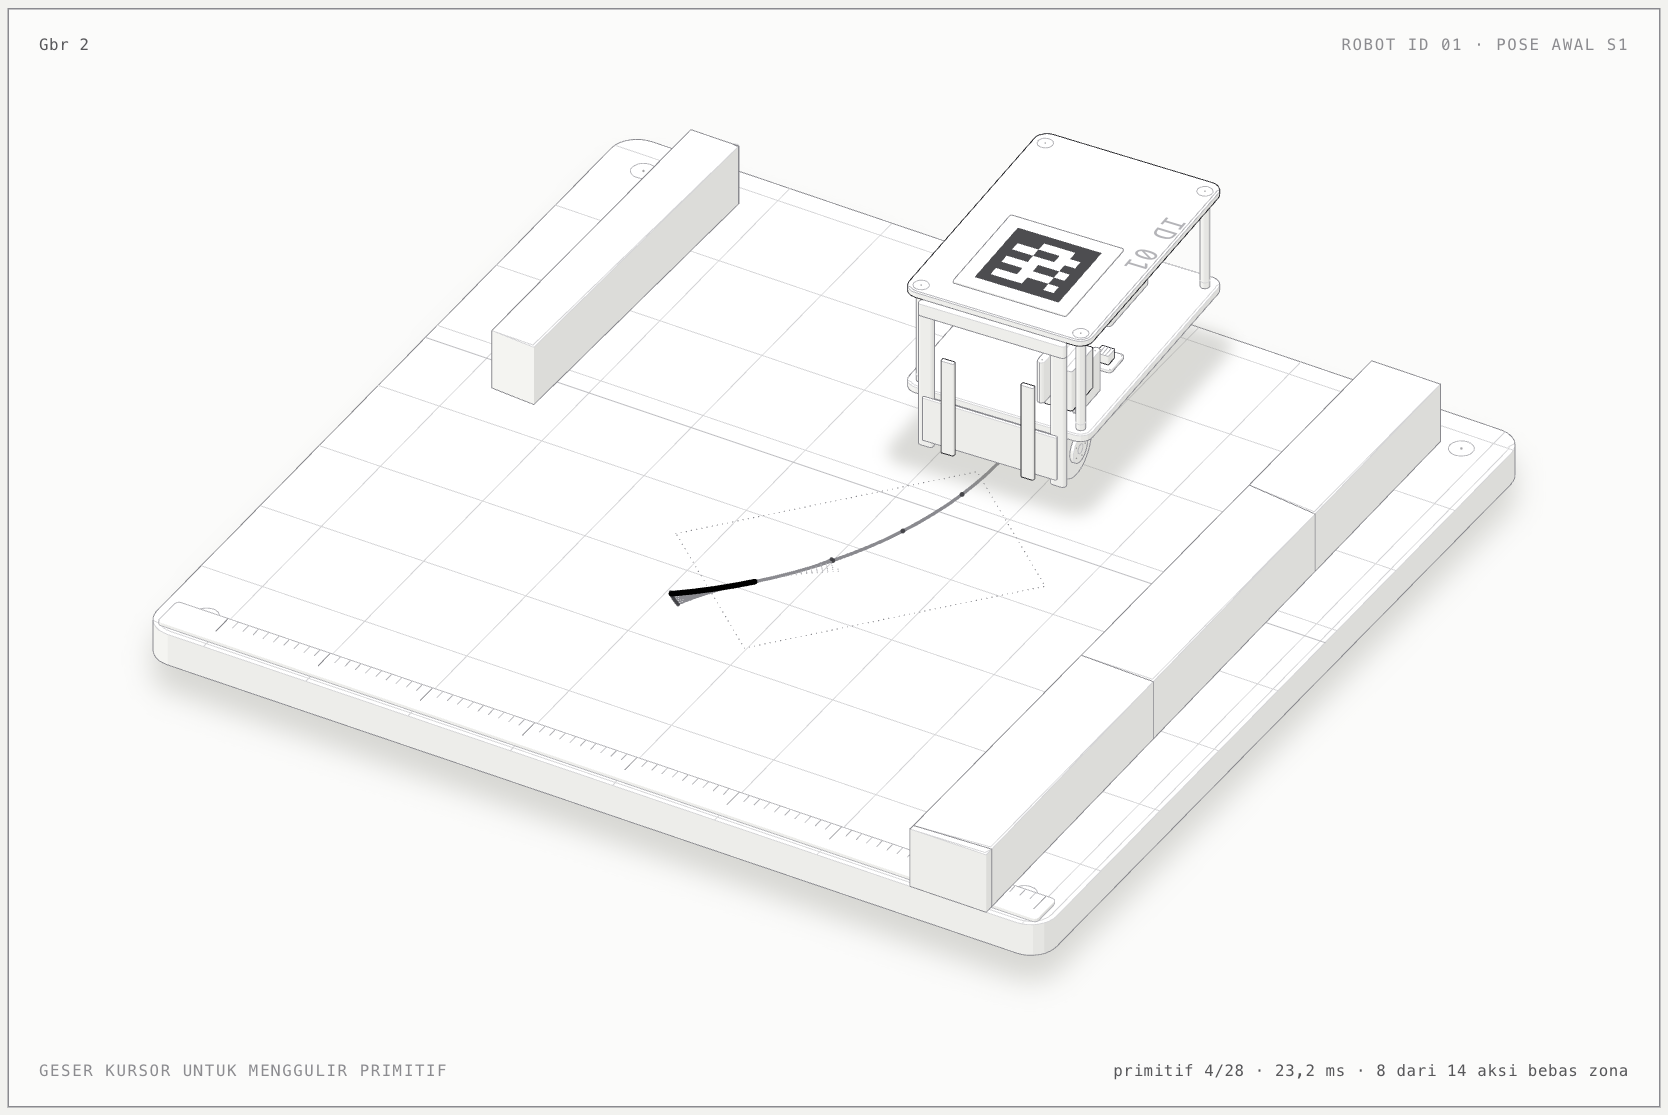 Gbr 2
ROBOT ID 01 · POSE AWAL S1
ID 01
GESER KURSOR UNTUK MENGGULIR PRIMITIF
primitif 4/28 · 23,2 ms · 8 dari 14 aksi bebas zona